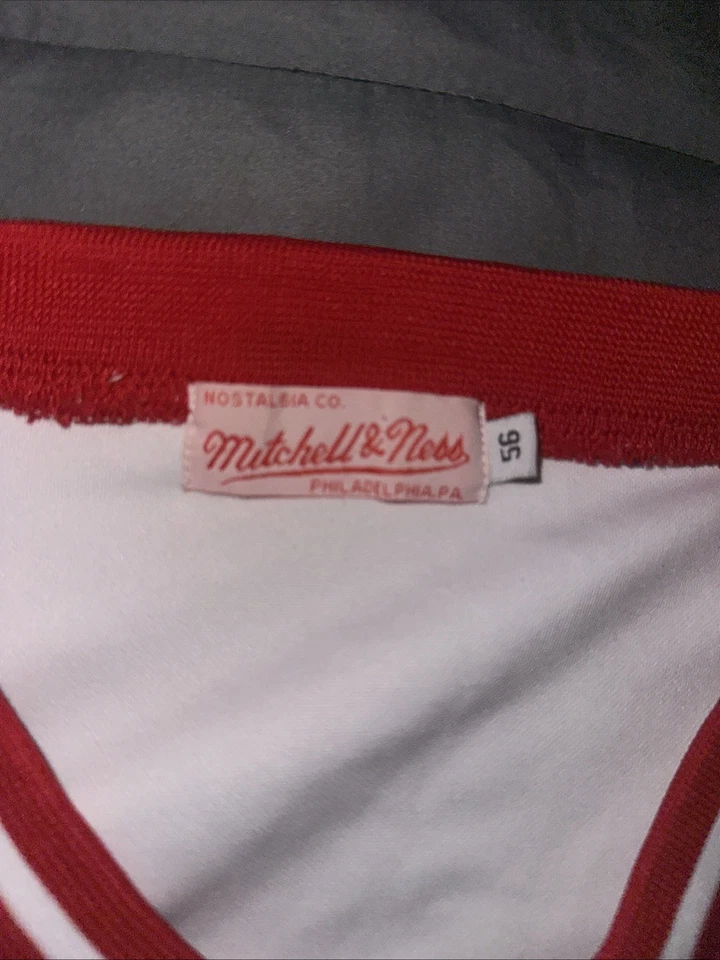 NOSTALGIA CO.
Mitchell & Ness
PHILADELPHIA, PA.
56